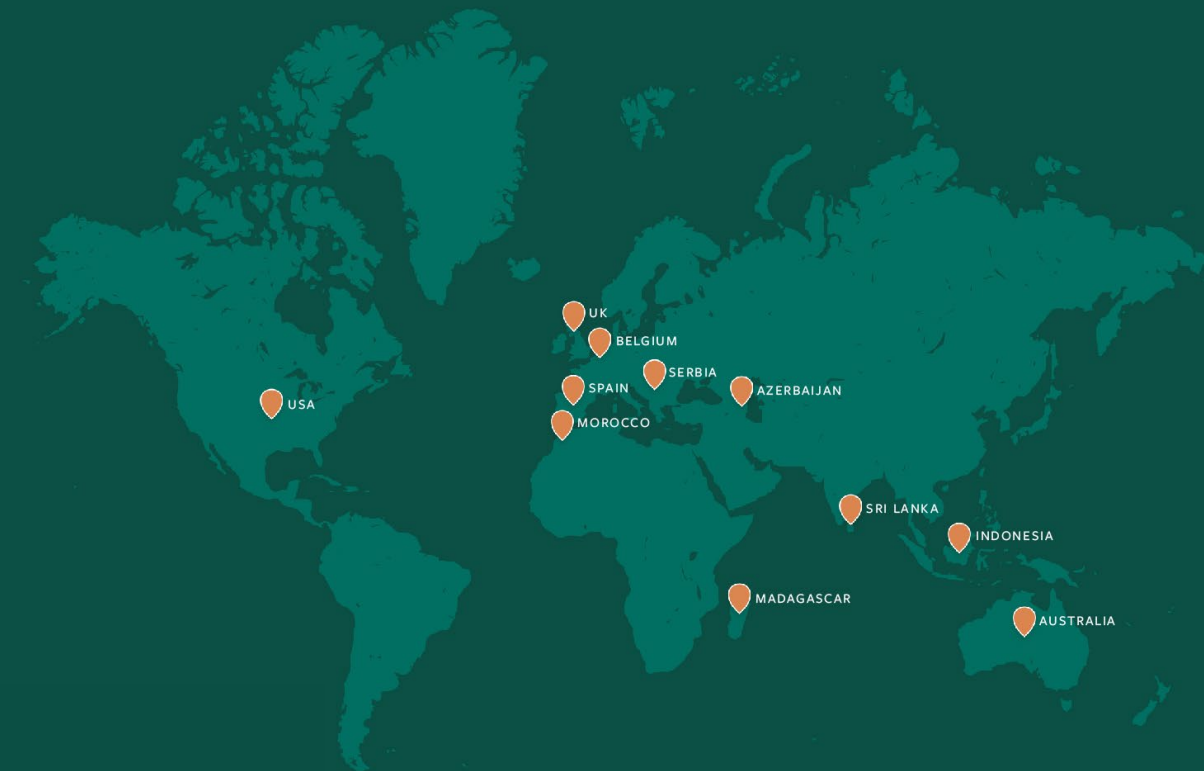 UK
BELGIUM
SERBIA
SPAIN
AZERBAIJAN
USA
MOROCCO
SRI LANKA
INDONESIA
MADAGASCAR
AUSTRALIA